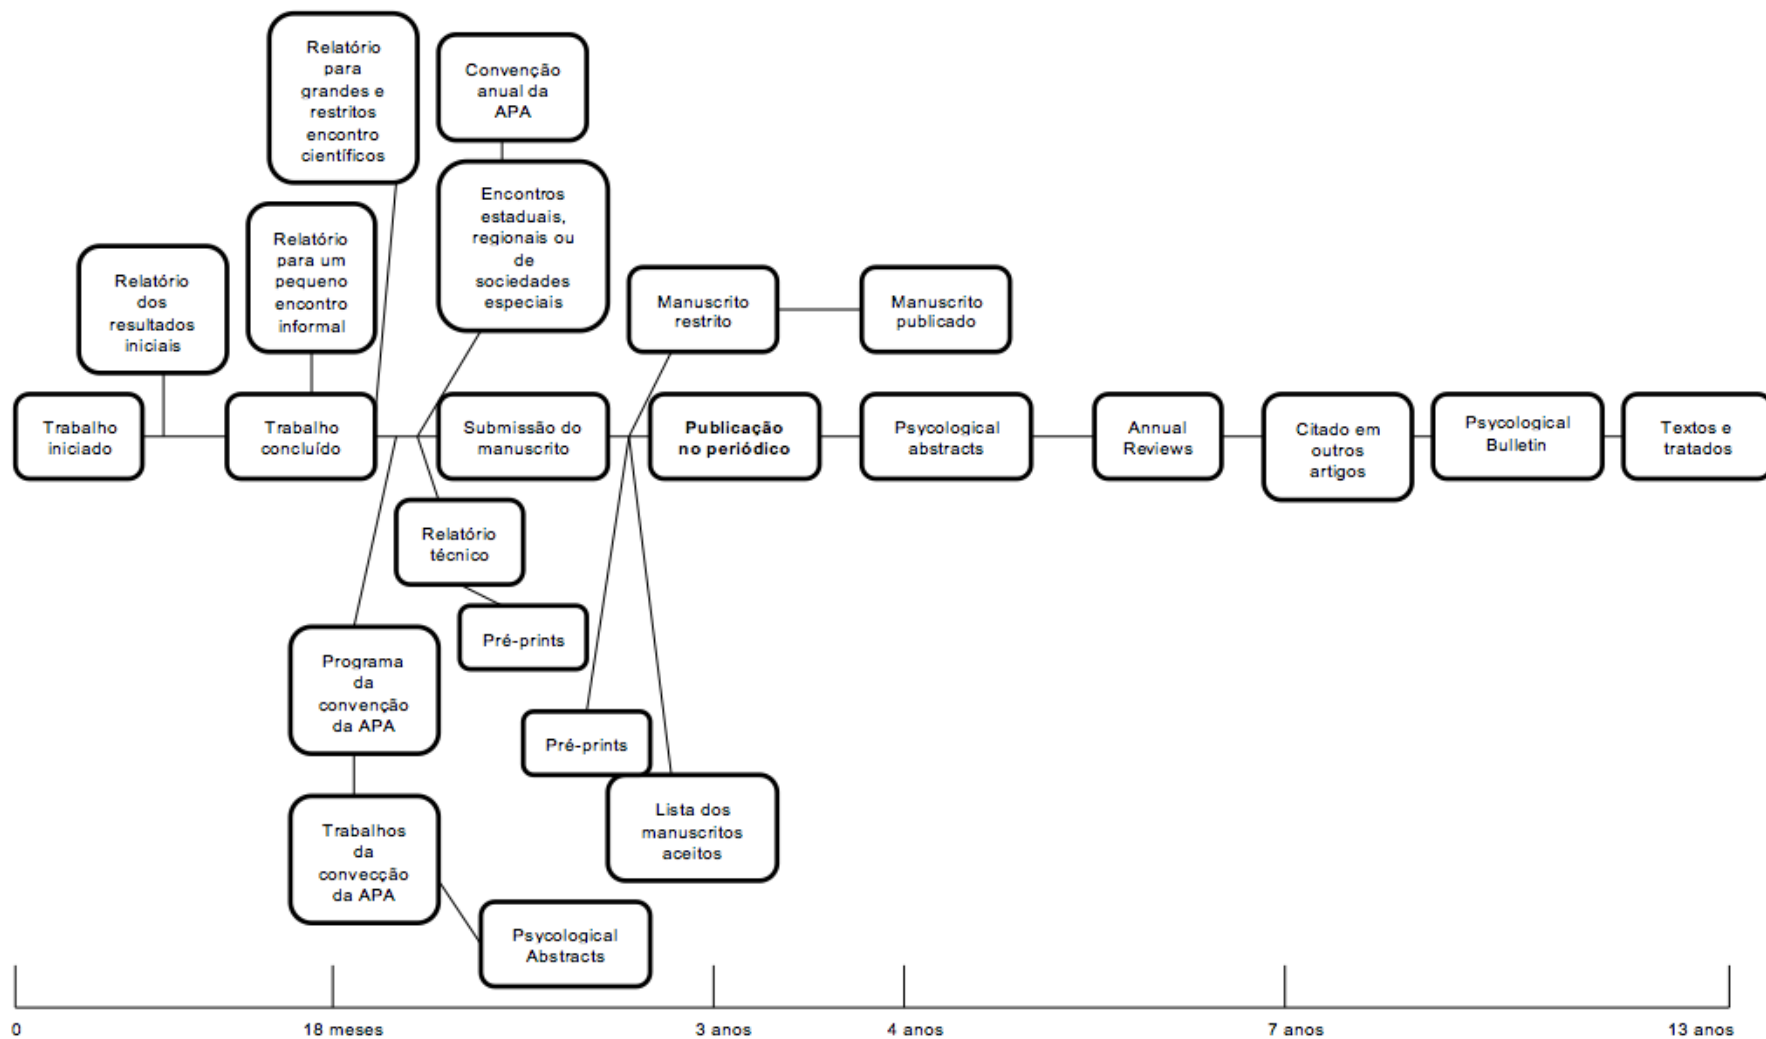 Relatório
para
grandes e
restritos
encontro
científicos
Convenção
anual da
APA
Encontros
estaduais,
regionais ou
de
sociedades
especiais
Relatório
para um
pequeno
encontro
informal
Relatório
dos
resultados
iniciais
Manuscrito
restrito
Manuscrito
publicado
Trabalho
iniciado
Trabalho
concluído
Submissão do
manuscrito
Publicação
no periódico
Psycological
abstracts
Annual
Reviews
Citado em
outros
artigos
Psycological
Bulletin
Textos e
tratados
Relatório
técnico
Pré-prints
Programa
da
convenção
da APA
Pré-prints
Lista dos
manuscritos
aceitos
Trabalhos
da
convecção
da APA
Psycological
Abstracts
0
18 meses
3 anos
4 anos
7 anos
13 anos